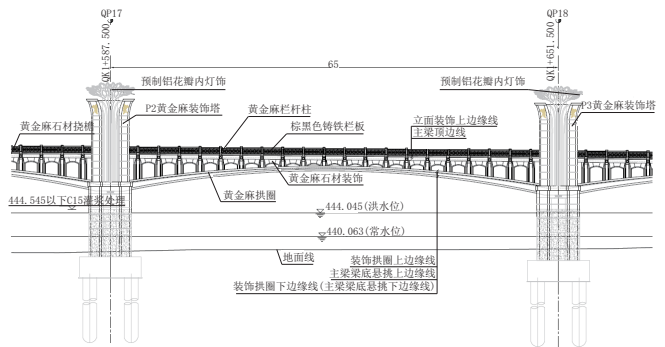 QP17
QP18
QK1+587.500
QK1+651.500
65
预制铝花瓣内灯饰
预制铝花瓣内灯饰
P2黄金麻装饰塔
黄金麻栏杆柱
P3黄金麻装饰塔
立面装饰上边缘线
黄金麻石材挠檐
棕黑色铸铁栏板
主梁顶边线
黄金麻石材装饰
黄金麻拱圈
444.545以下C15灌浆处理
444.045(洪水位)
440.063(常水位)
地面线
装饰拱圈上边缘线
主梁梁底悬挑上边缘线
装饰拱圈下边缘线(主梁梁底悬挑下边缘线)